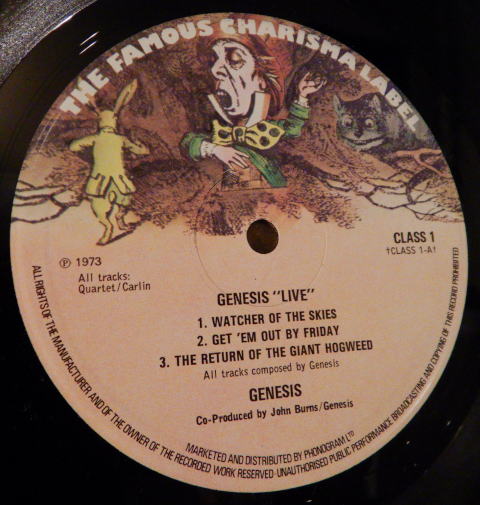 THE FAMOUS CHARISMA LABEL
℗ 1973
All tracks:
Quartet/Carlin
CLASS 1
†CLASS 1-A†
GENESIS "LIVE"
1. WATCHER OF THE SKIES
2. GET 'EM OUT BY FRIDAY
3. THE RETURN OF THE GIANT HOGWEED
All tracks composed by Genesis
GENESIS
Co-Produced by John Burns/Genesis
MARKETED AND DISTRIBUTED BY PHONOGRAM LTD
ALL RIGHTS OF THE MANUFACTURER AND OF THE OWNER OF THE RECORDED WORK RESERVED·UNAUTHORISED PUBLIC PERFORMANCE BROADCASTING AND COPYING OF THIS RECORD PROHIBITED